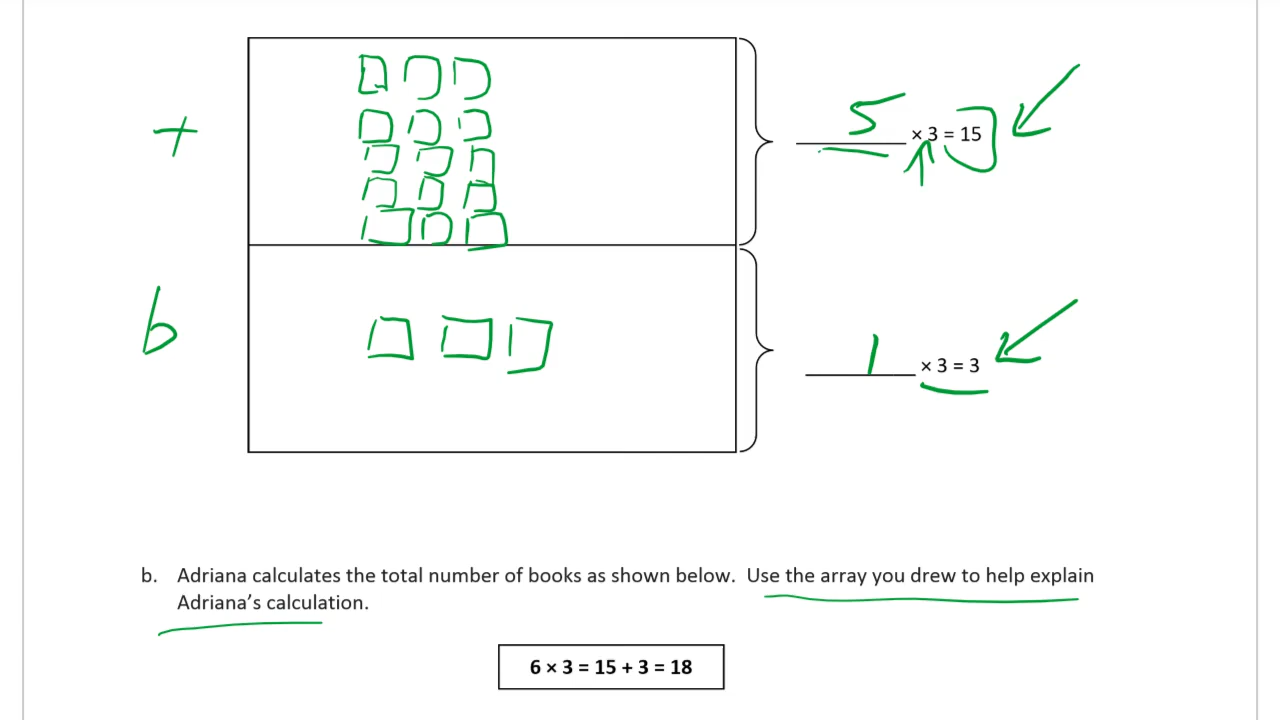 +
5 × 3 = 15
b
1 × 3 = 3
b. Adriana calculates the total number of books as shown below. Use the array you drew to help explain
Adriana’s calculation.
6 × 3 = 15 + 3 = 18